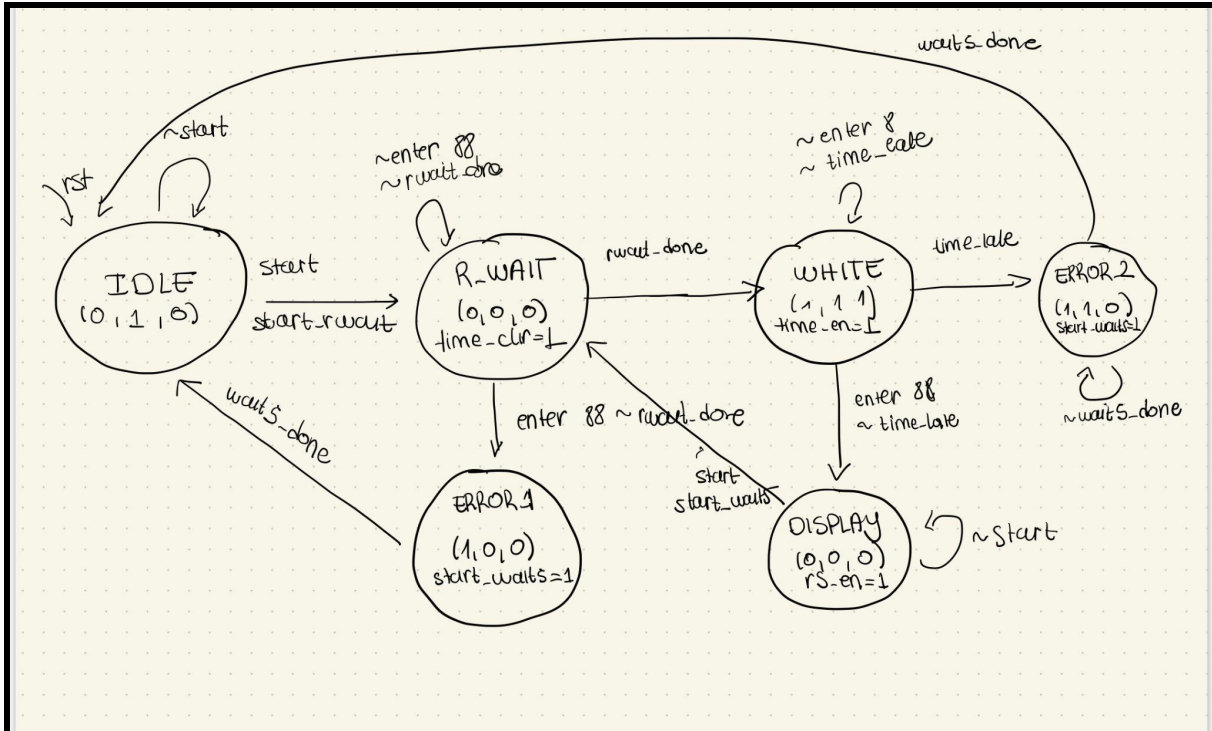 wait5_done
~start
rst
IDLE
(0,1,0)
start
start_rwait
~enter 88
~rwait_done
R_WAIT
(0,0,0)
time_clr=1
rwait_done
~enter 8
~ time_late
WHITE
(1,1 1)
time_en=1
time_late
ERROR_2
(1,1,0)
start_wait5=1
~wait5_done
wait5_done
enter 88 ~ rwait_done
enter 88
~ time_late
start
start_wait5
ERROR1
(1,0,0)
start_wait5=1
DISPLAY
(0,0,0)
rs_en=1
~start